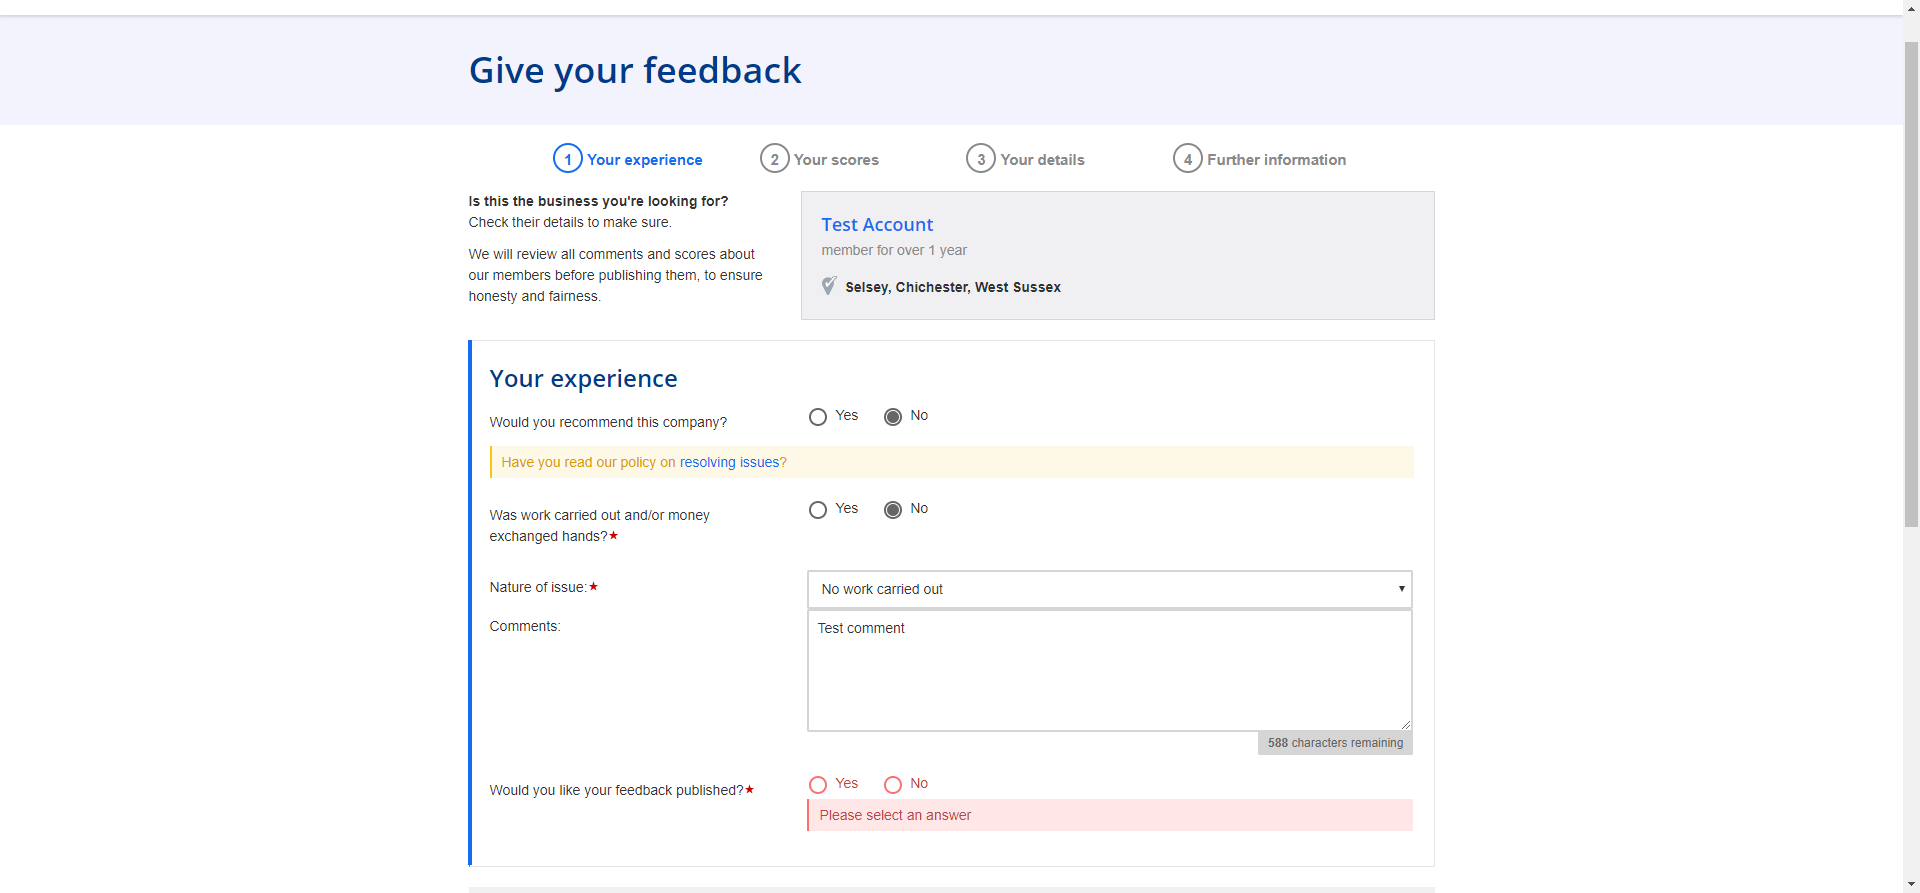 Give your feedback
1 Your experience
2 Your scores
3 Your details
4 Further information
Is this the business you're looking for?
Check their details to make sure.
We will review all comments and scores about
our members before publishing them, to ensure
honesty and fairness.
Test Account
member for over 1 year
Selsey, Chichester, West Sussex
Your experience
Would you recommend this company?
Yes No
Have you read our policy on resolving issues?
Was work carried out and/or money
exchanged hands?★
Yes No
Nature of issue:★
No work carried out
Comments:
Test comment
588 characters remaining
Would you like your feedback published?★
Yes No
Please select an answer